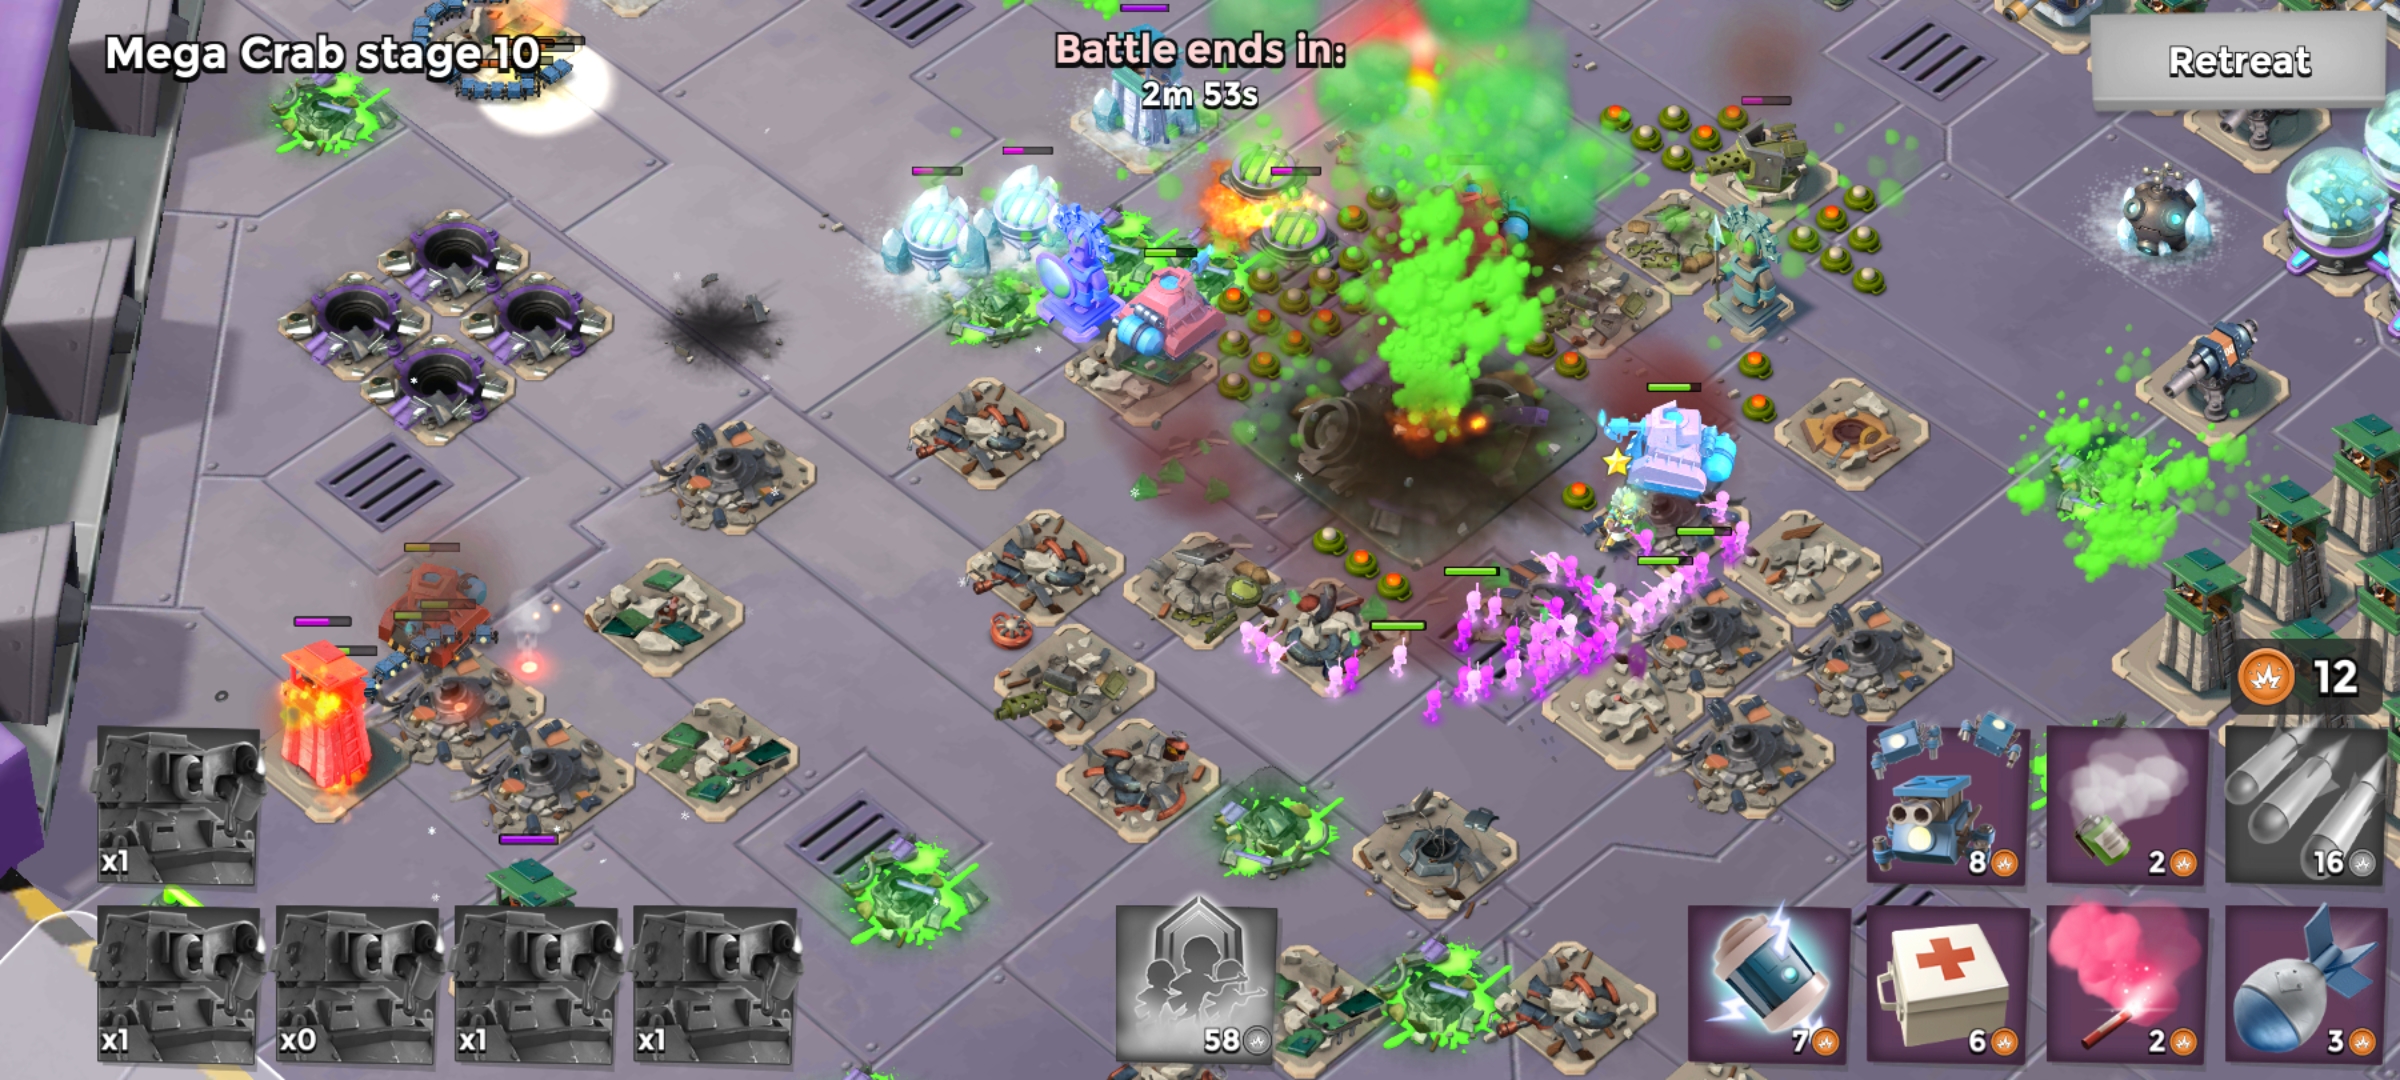 Mega Crab stage 10
Battle ends in:
2m 53s
Retreat
12
8
2
16
x1
x1
x0
x1
x1
58
7
6
2
3